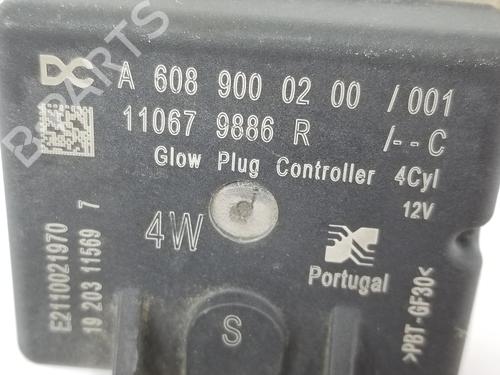 DC A 608 900 02 00 /001
11067 9886 R /--C
Glow Plug Controller 4Cyl
12V
4W
Portugal
E2110021970
19 203 11569 7
S
>PBT-GF30<
B-PARTS